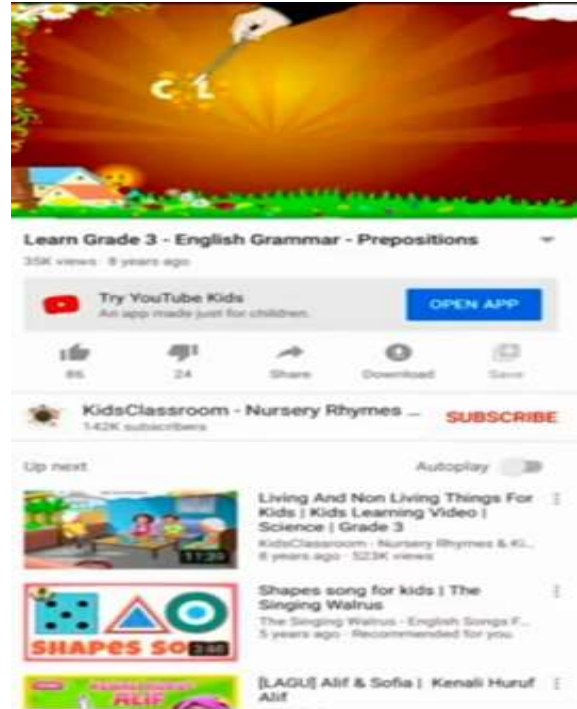 C L
Learn Grade 3 - English Grammar - Prepositions
35K views · 8 years ago
Try YouTube Kids
An app made just for children.
OPEN APP
86
24
Share
Download
Save
KidsClassroom - Nursery Rhymes ...
142K subscribers
SUBSCRIBE
Up next
Autoplay
Living And Non Living Things For
Kids | Kids Learning Video |
Science | Grade 3
KidsClassroom - Nursery Rhymes & Ki...
8 years ago · 523K views
11:20
Shapes song for kids | The
Singing Walrus
The Singing Walrus - English Songs F...
5 years ago · Recommended for you
SHAPES SO
[LAGU] Alif & Sofia | Kenali Huruf
Alif
ALIF